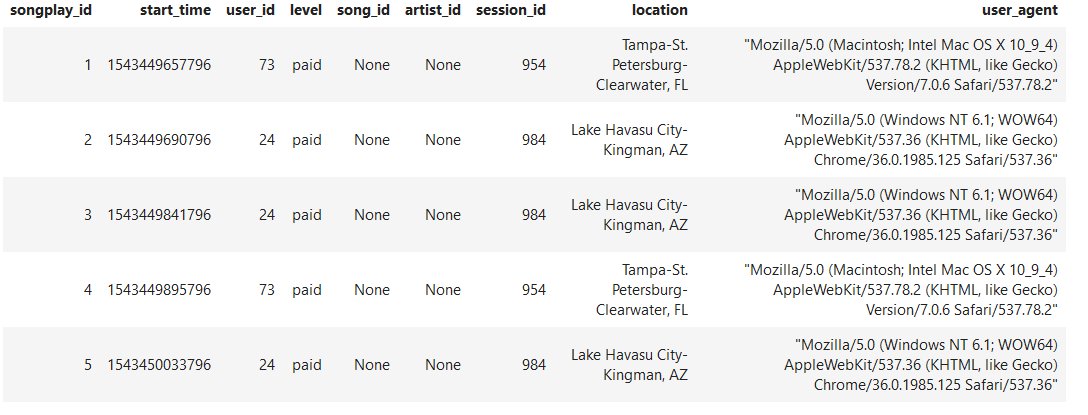 songplay_id start_time user_id level song_id artist_id session_id location user_agent
Tampa-St. "Mozilla/5.0 (Macintosh; Intel Mac OS X 10_9_4)
1 1543449657796 73 paid None None 954 Petersburg- AppleWebKit/537.78.2 (KHTML, like Gecko)
Clearwater, FL Version/7.0.6 Safari/537.78.2"
"Mozilla/5.0 (Windows NT 6.1; WOW64)
2 1543449690796 24 paid None None 984 Lake Havasu City- AppleWebKit/537.36 (KHTML, like Gecko)
Kingman, AZ Chrome/36.0.1985.125 Safari/537.36"
"Mozilla/5.0 (Windows NT 6.1; WOW64)
3 1543449841796 24 paid None None 984 Lake Havasu City- AppleWebKit/537.36 (KHTML, like Gecko)
Kingman, AZ Chrome/36.0.1985.125 Safari/537.36"
Tampa-St. "Mozilla/5.0 (Macintosh; Intel Mac OS X 10_9_4)
4 1543449895796 73 paid None None 954 Petersburg- AppleWebKit/537.78.2 (KHTML, like Gecko)
Clearwater, FL Version/7.0.6 Safari/537.78.2"
"Mozilla/5.0 (Windows NT 6.1; WOW64)
5 1543450033796 24 paid None None 984 Lake Havasu City- AppleWebKit/537.36 (KHTML, like Gecko)
Kingman, AZ Chrome/36.0.1985.125 Safari/537.36"